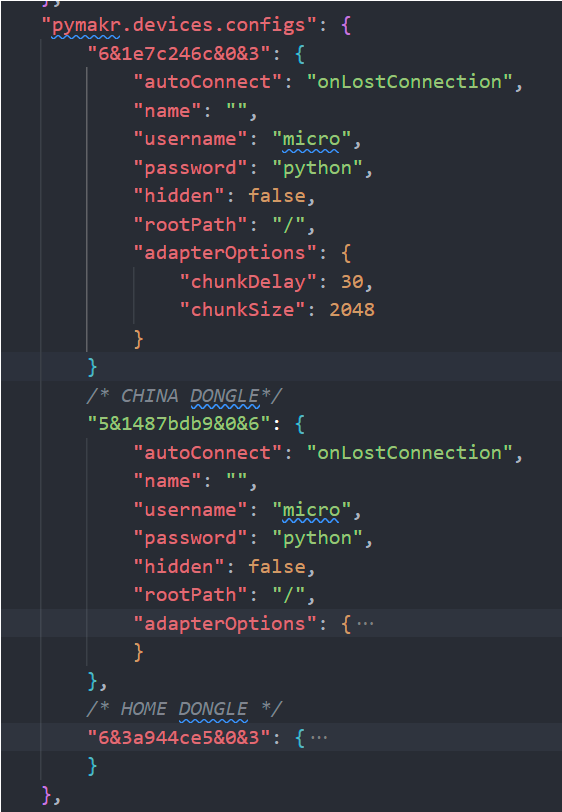 },
"pymakr.devices.configs": {
"6&1e7c246c&0&3": {
"autoConnect": "onLostConnection",
"name": "",
"username": "micro",
"password": "python",
"hidden": false,
"rootPath": "/",
"adapterOptions": {
"chunkDelay": 30,
"chunkSize": 2048
}
}
/* CHINA DONGLE*/
"5&1487bdb9&0&6": {
"autoConnect": "onLostConnection",
"name": "",
"username": "micro",
"password": "python",
"hidden": false,
"rootPath": "/",
"adapterOptions": {···
}
},
/* HOME DONGLE */
"6&3a944ce5&0&3": {···
}
},